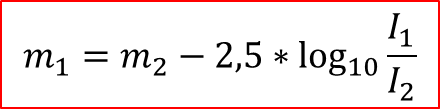 m₁ = m₂ − 2,5 * log₁₀ I₁/I₂